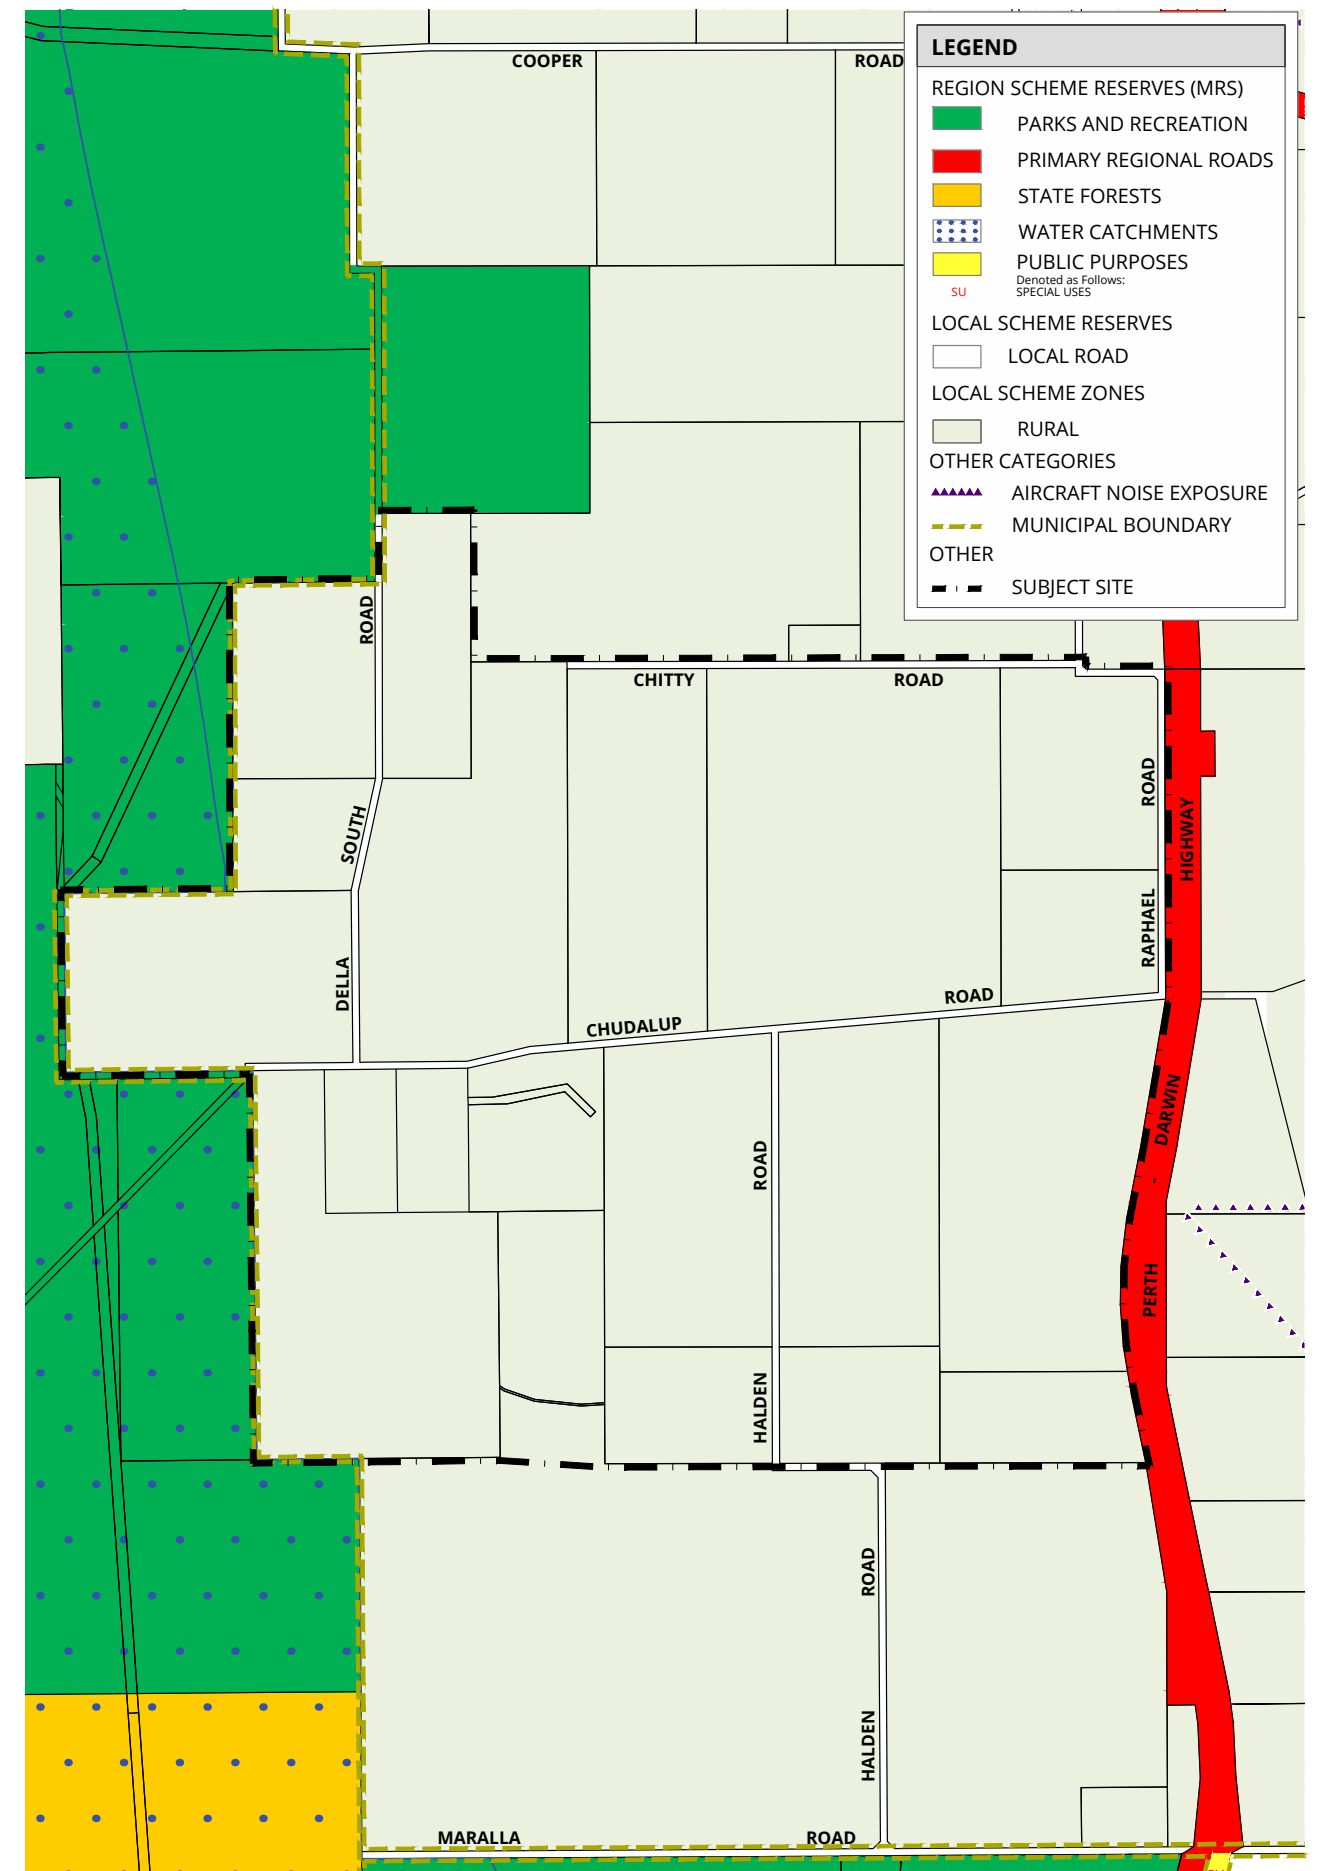 COOPER ROAD
LEGEND
REGION SCHEME RESERVES (MRS)
PARKS AND RECREATION
PRIMARY REGIONAL ROADS
STATE FORESTS
WATER CATCHMENTS
PUBLIC PURPOSES
Denoted as Follows:
SU SPECIAL USES
LOCAL SCHEME RESERVES
LOCAL ROAD
LOCAL SCHEME ZONES
RURAL
OTHER CATEGORIES
AIRCRAFT NOISE EXPOSURE
MUNICIPAL BOUNDARY
OTHER
SUBJECT SITE
DELLA SOUTH ROAD
CHITTY ROAD
RAPHAEL ROAD
CHUDALUP ROAD
PERTH - DARWIN HIGHWAY
HALDEN ROAD
HALDEN ROAD
MARALLA ROAD